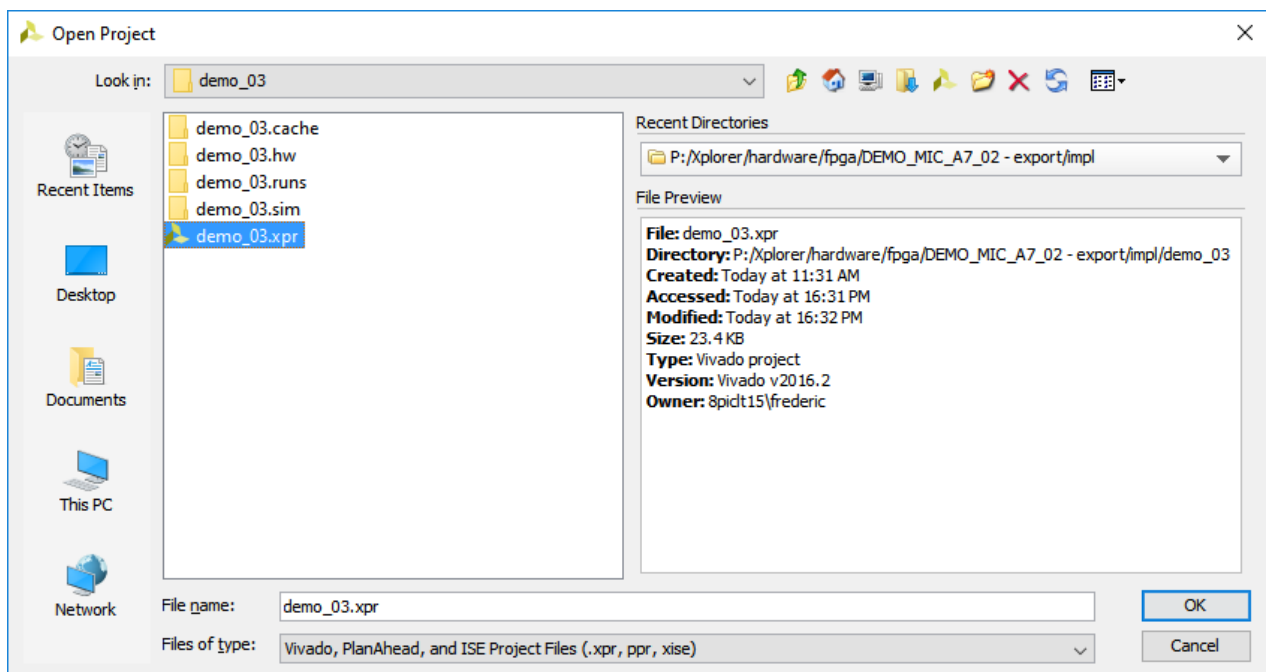 Open Project
Look in:
demo_03
Recent Items
Desktop
Documents
This PC
Network
demo_03.cache
demo_03.hw
demo_03.runs
demo_03.sim
demo_03.xpr
Recent Directories
P:/Xplorer/hardware/fpga/DEMO_MIC_A7_02 - export/impl
File Preview
File: demo_03.xpr
Directory: P:/Xplorer/hardware/fpga/DEMO_MIC_A7_02 - export/impl/demo_03
Created: Today at 11:31 AM
Accessed: Today at 16:31 PM
Modified: Today at 16:32 PM
Size: 23.4 KB
Type: Vivado project
Version: Vivado v2016.2
Owner: 8piclt15\frederic
File name:
demo_03.xpr
OK
Files of type:
Vivado, PlanAhead, and ISE Project Files (.xpr, ppr, xise)
Cancel